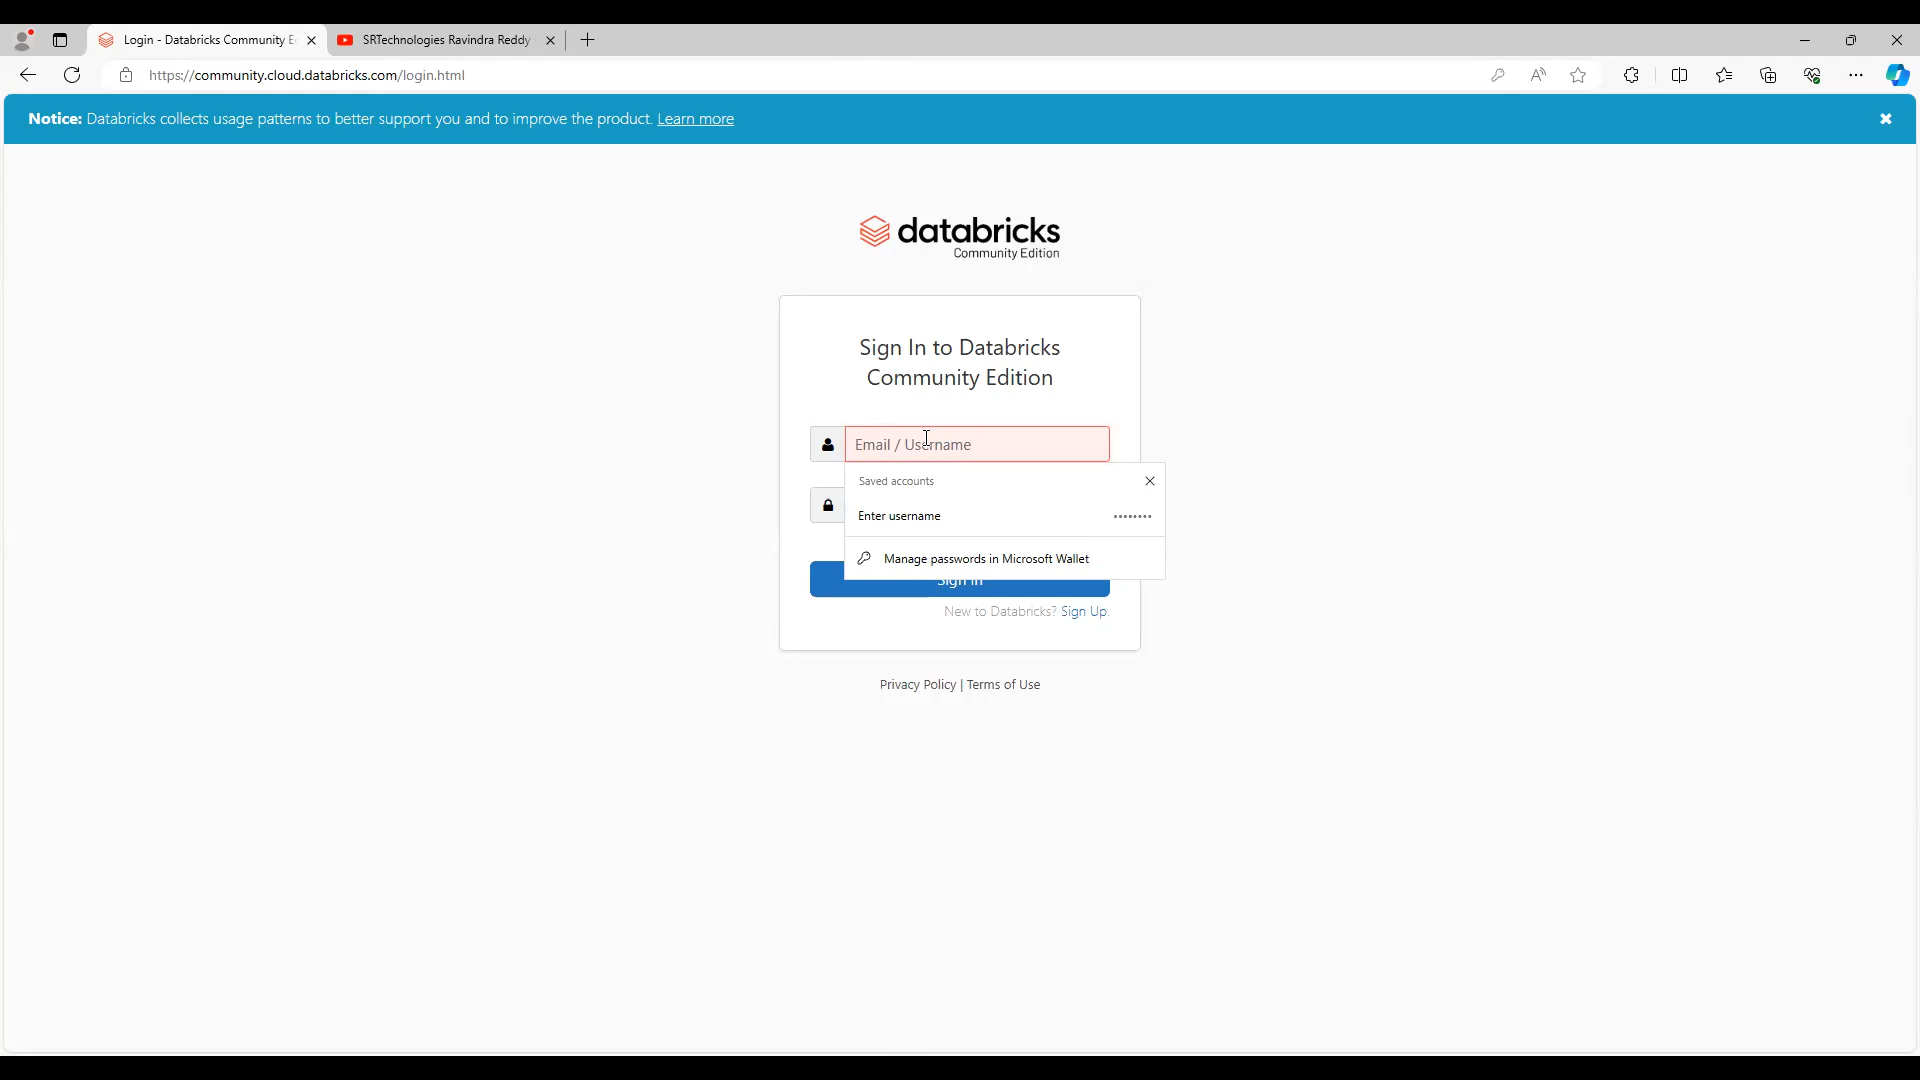 Login - Databricks Community E
SRTechnologies Ravindra Reddy
https://community.cloud.databricks.com/login.html
Notice: Databricks collects usage patterns to better support you and to improve the product. Learn more
databricks
Community Edition
Sign In to Databricks
Community Edition
Email / Username
Saved accounts
Enter username ········
Manage passwords in Microsoft Wallet
Sign In
New to Databricks? Sign Up.
Privacy Policy | Terms of Use